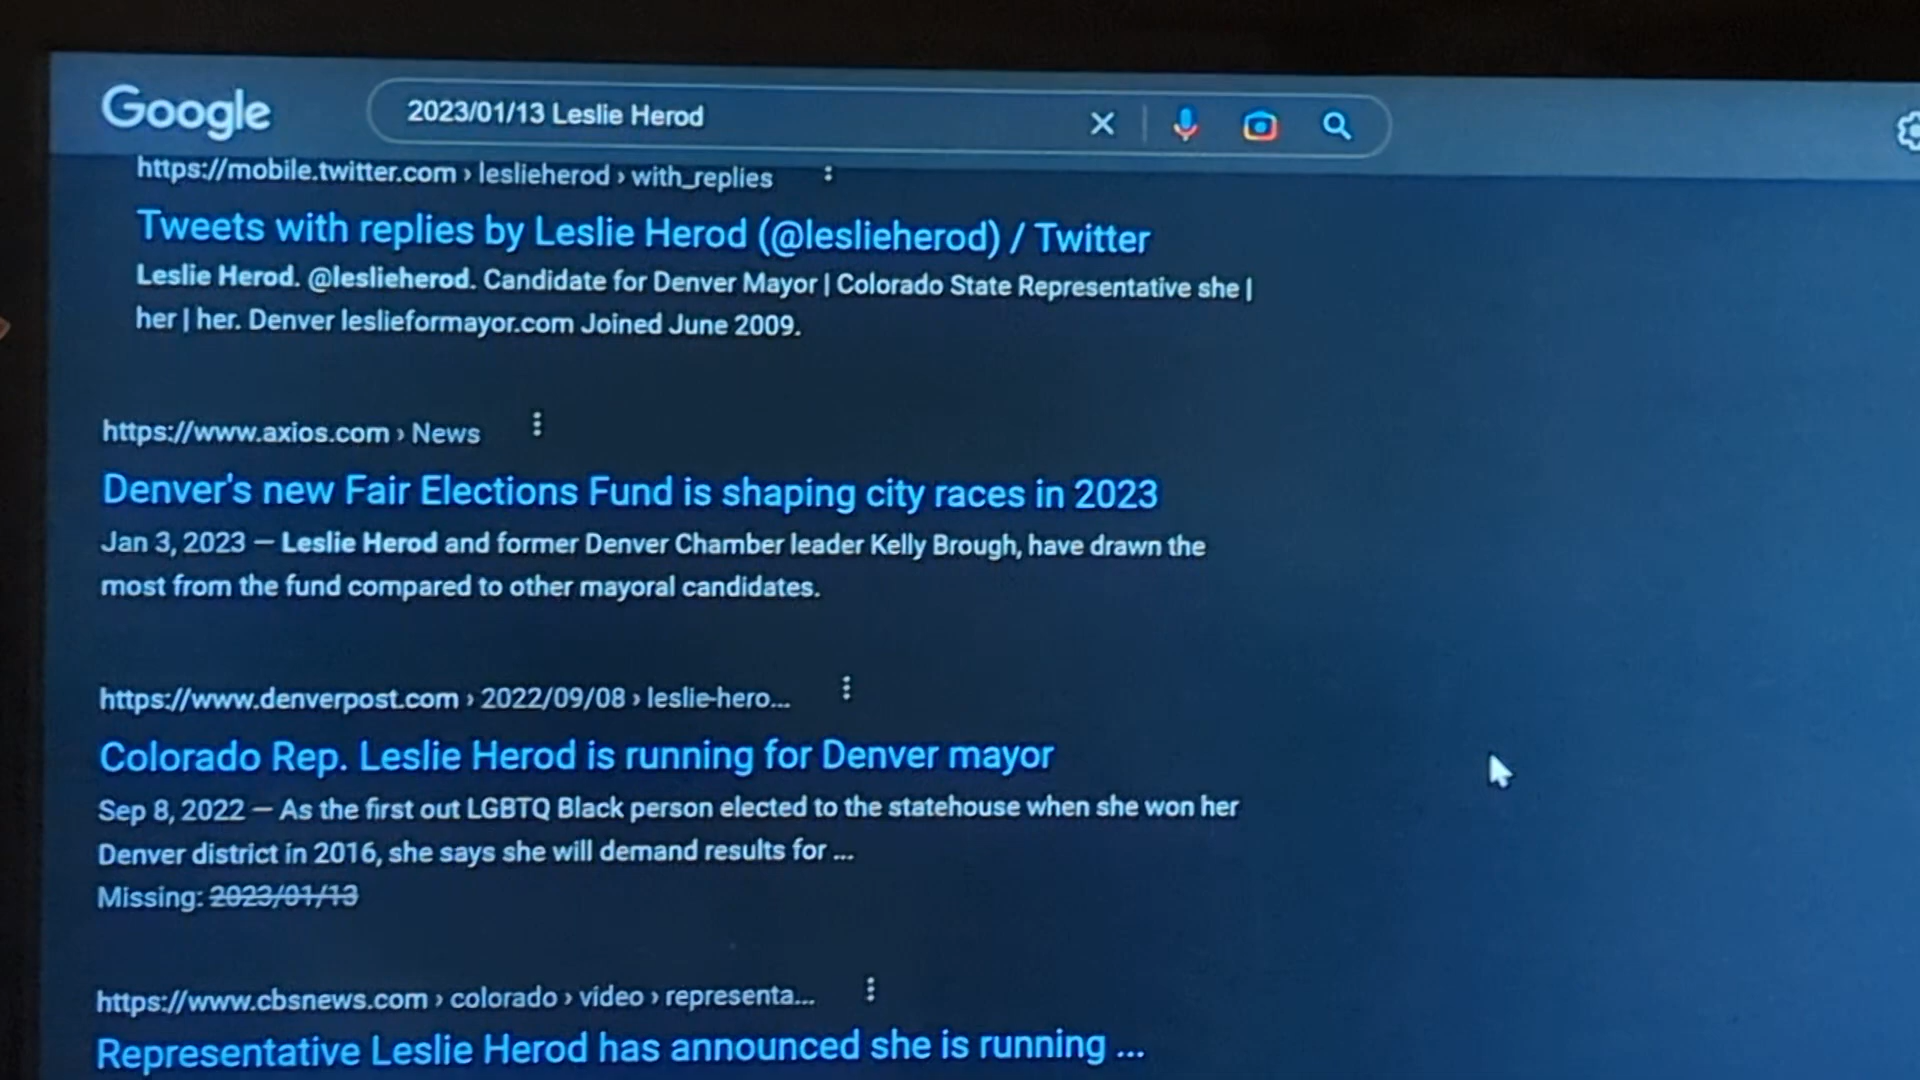 Google
2023/01/13 Leslie Herod
https://mobile.twitter.com › leslieherod › with_replies
Tweets with replies by Leslie Herod (@leslieherod) / Twitter
Leslie Herod. @leslieherod. Candidate for Denver Mayor | Colorado State Representative she |
her | her. Denver leslieformayor.com Joined June 2009.
https://www.axios.com › News
Denver's new Fair Elections Fund is shaping city races in 2023
Jan 3, 2023 — Leslie Herod and former Denver Chamber leader Kelly Brough, have drawn the
most from the fund compared to other mayoral candidates.
https://www.denverpost.com › 2022/09/08 › leslie-hero...
Colorado Rep. Leslie Herod is running for Denver mayor
Sep 8, 2022 — As the first out LGBTQ Black person elected to the statehouse when she won her
Denver district in 2016, she says she will demand results for ...
Missing: 2023/01/13
https://www.cbsnews.com › colorado › video › representa...
Representative Leslie Herod has announced she is running ...